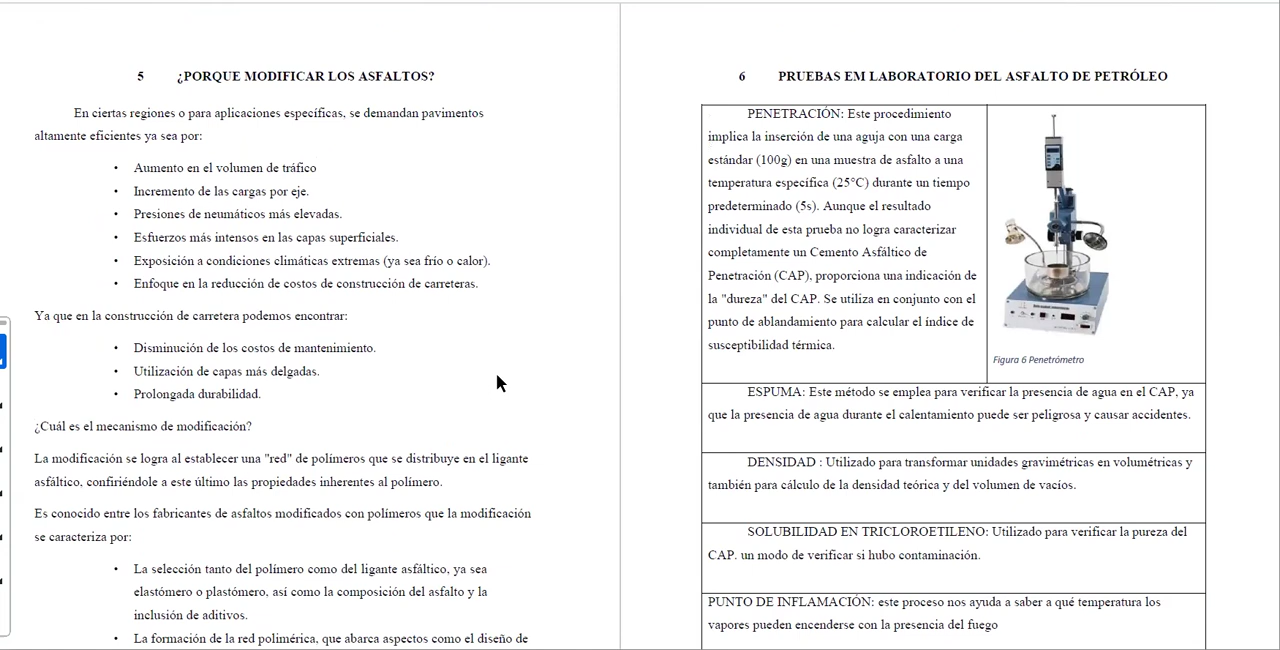 5 ¿PORQUE MODIFICAR LOS ASFALTOS?
En ciertas regiones o para aplicaciones específicas, se demandan pavimentos
altamente eficientes ya sea por:
• Aumento en el volumen de tráfico
• Incremento de las cargas por eje.
• Presiones de neumáticos más elevadas.
• Esfuerzos más intensos en las capas superficiales.
• Exposición a condiciones climáticas extremas (ya sea frío o calor).
• Enfoque en la reducción de costos de construcción de carreteras.
Ya que en la construcción de carretera podemos encontrar:
• Disminución de los costos de mantenimiento.
• Utilización de capas más delgadas.
• Prolongada durabilidad.
¿Cuál es el mecanismo de modificación?
La modificación se logra al establecer una "red" de polímeros que se distribuye en el ligante
asfáltico, confiriéndole a este último las propiedades inherentes al polímero.
Es conocido entre los fabricantes de asfaltos modificados con polímeros que la modificación
se caracteriza por:
• La selección tanto del polímero como del ligante asfáltico, ya sea
elastómero o plastómero, así como la composición del asfalto y la
inclusión de aditivos.
• La formación de la red polimérica, que abarca aspectos como el diseño de
6 PRUEBAS EM LABORATORIO DEL ASFALTO DE PETRÓLEO
PENETRACIÓN: Este procedimiento
implica la inserción de una aguja con una carga
estándar (100g) en una muestra de asfalto a una
temperatura específica (25°C) durante un tiempo
predeterminado (5s). Aunque el resultado
individual de esta prueba no logra caracterizar
completamente un Cemento Asfáltico de
Penetración (CAP), proporciona una indicación de
la "dureza" del CAP. Se utiliza en conjunto con el
punto de ablandamiento para calcular el índice de
susceptibilidad térmica.
Figura 6 Penetrómetro
ESPUMA: Este método se emplea para verificar la presencia de agua en el CAP, ya
que la presencia de agua durante el calentamiento puede ser peligrosa y causar accidentes.
DENSIDAD : Utilizado para transformar unidades gravimétricas en volumétricas y
también para cálculo de la densidad teórica y del volumen de vacíos.
SOLUBILIDAD EN TRICLOROETILENO: Utilizado para verificar la pureza del
CAP. un modo de verificar si hubo contaminación.
PUNTO DE INFLAMACIÓN: este proceso nos ayuda a saber a qué temperatura los
vapores pueden encenderse con la presencia del fuego